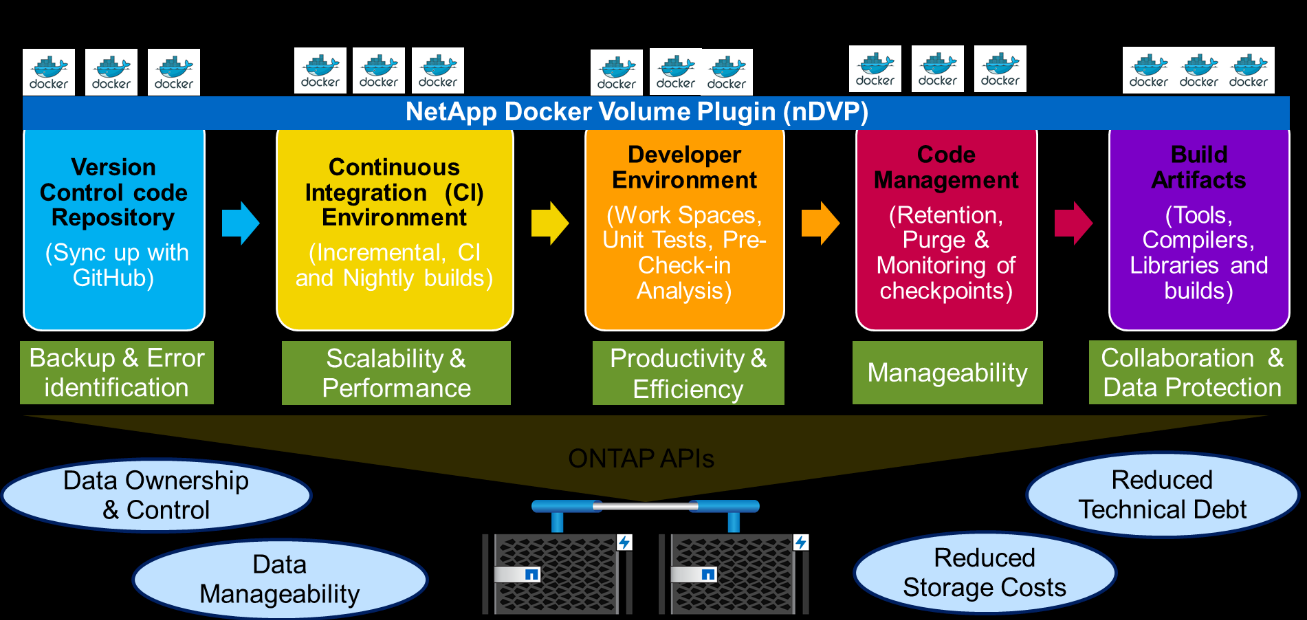 docker docker docker docker docker docker docker docker docker docker docker docker docker docker docker
NetApp Docker Volume Plugin (nDVP)
Version
Control code
Repository
(Sync up with
GitHub)
Continuous
Integration (CI)
Environment
(Incremental, CI
and Nightly builds)
Developer
Environment
(Work Spaces,
Unit Tests, Pre-
Check-in
Analysis)
Code
Management
(Retention,
Purge &
Monitoring of
checkpoints)
Build
Artifacts
(Tools,
Compilers,
Libraries and
builds)
Backup & Error
identification
Scalability &
Performance
Productivity &
Efficiency
Manageability
Collaboration &
Data Protection
ONTAP APIs
Data Ownership
& Control
Data
Manageability
Reduced
Storage Costs
Reduced
Technical Debt